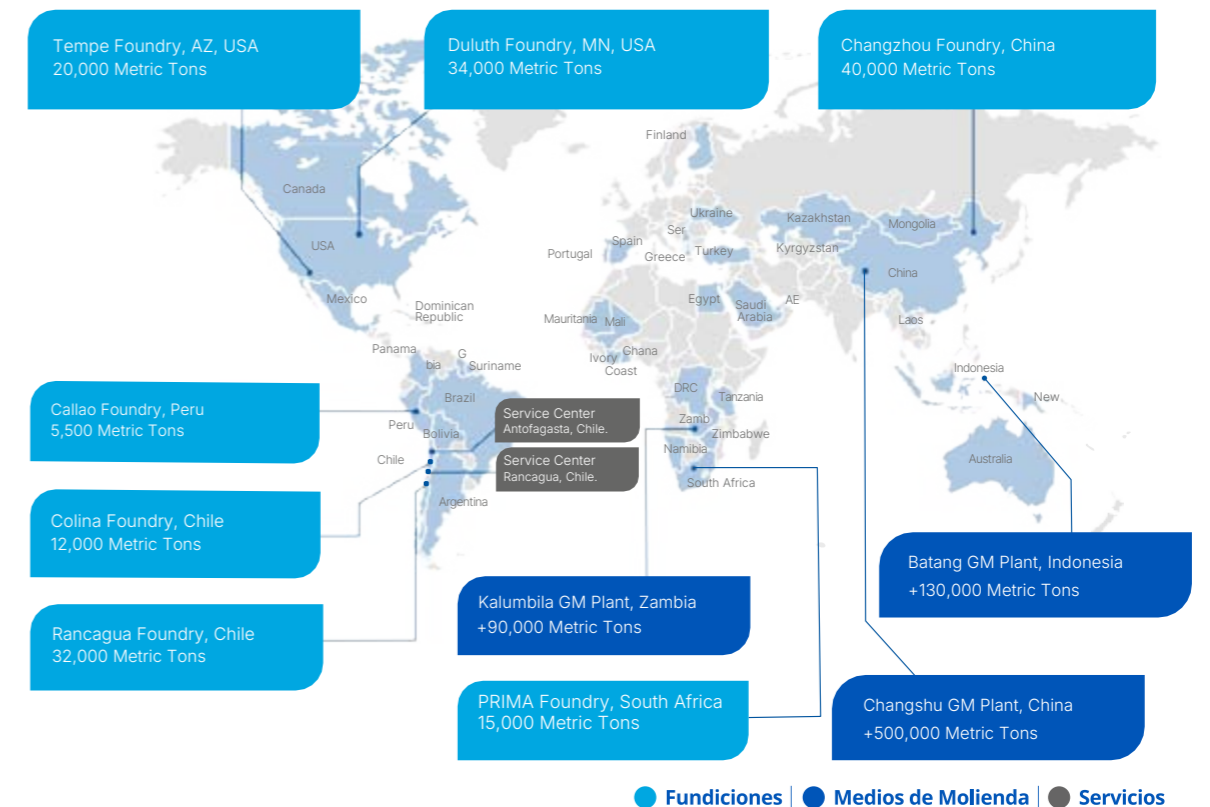 Tempe Foundry, AZ, USA
20,000 Metric Tons
Duluth Foundry, MN, USA
34,000 Metric Tons
Changzhou Foundry, China
40,000 Metric Tons
Finland
Canada
Ukraine
Kazakhstan
Mongolia
Ser
USA
Spain
Portugal
Greece
Turkey
Kyrgyzstan
China
Mexico
Dominican
Republic
Egypt
Saudi
Arabia
AE
Mauritania
Mali
Laos
Panama
bia
G
Suriname
Ivory
Coast
Ghana
Indonesia
DRC
Tanzania
New
Brazil
Callao Foundry, Peru
5,500 Metric Tons
Peru
Bolivia
Service Center
Antofagasta, Chile.
Zamb
Zimbabwe
Namibia
Chile
Service Center
Rancagua, Chile.
Australia
South Africa
Argentina
Colina Foundry, Chile
12,000 Metric Tons
Batang GM Plant, Indonesia
+130,000 Metric Tons
Kalumbila GM Plant, Zambia
+90,000 Metric Tons
Rancagua Foundry, Chile
32,000 Metric Tons
PRIMA Foundry, South Africa
15,000 Metric Tons
Changshu GM Plant, China
+500,000 Metric Tons
Fundiciones
Medios de Molienda
Servicios